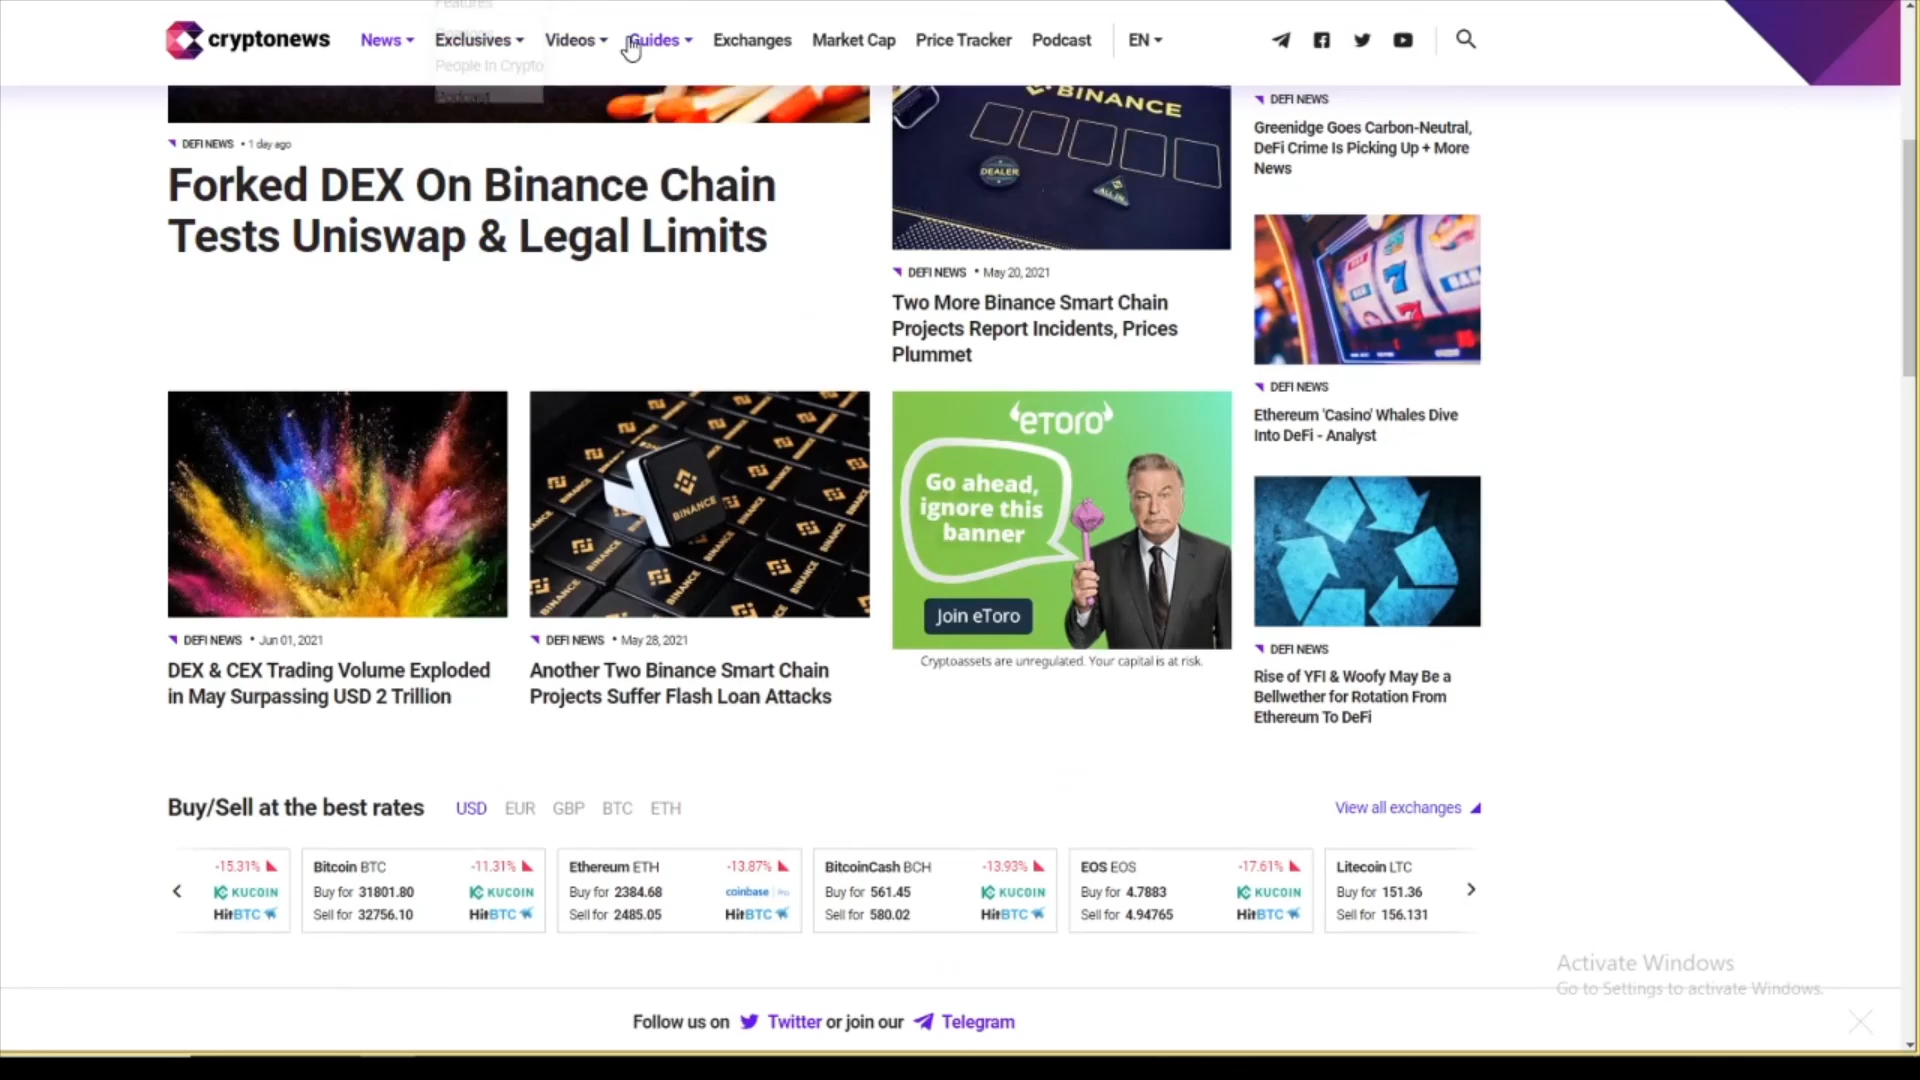 Features
cryptonews
News Exclusives Videos Guides Exchanges Market Cap Price Tracker Podcast EN
People In Crypto
Podcast
BINANCE
DEALER
ALL IN
DEFI NEWS • 1 day ago
Forked DEX On Binance Chain
Tests Uniswap & Legal Limits
DEFI NEWS • May 20, 2021
Two More Binance Smart Chain
Projects Report Incidents, Prices
Plummet
DEFI NEWS
Greenidge Goes Carbon-Neutral,
DeFi Crime Is Picking Up + More
News
BAR
7
7
BAR
DEFI NEWS
Ethereum 'Casino' Whales Dive
Into DeFi - Analyst
BINANCE
DEFI NEWS • Jun 01, 2021
DEX & CEX Trading Volume Exploded
in May Surpassing USD 2 Trillion
DEFI NEWS • May 28, 2021
Another Two Binance Smart Chain
Projects Suffer Flash Loan Attacks
eToro
Go ahead,
ignore this
banner
Join eToro
Cryptoassets are unregulated. Your capital is at risk.
DEFI NEWS
Rise of YFI & Woofy May Be a
Bellwether for Rotation From
Ethereum To DeFi
Buy/Sell at the best rates USD EUR GBP BTC ETH View all exchanges
-15.31%
KUCOIN
HitBTC
Bitcoin BTC -11.31%
Buy for 31801.80 KUCOIN
Sell for 32756.10 HitBTC
Ethereum ETH -13.87%
Buy for 2384.68 coinbase Pro
Sell for 2485.05 HitBTC
BitcoinCash BCH -13.93%
Buy for 561.45 KUCOIN
Sell for 580.02 HitBTC
EOS EOS -17.61%
Buy for 4.7883 KUCOIN
Sell for 4.94765 HitBTC
Litecoin LTC
Buy for 151.36
Sell for 156.131
Activate Windows
Go to Settings to activate Windows.
Follow us on Twitter or join our Telegram